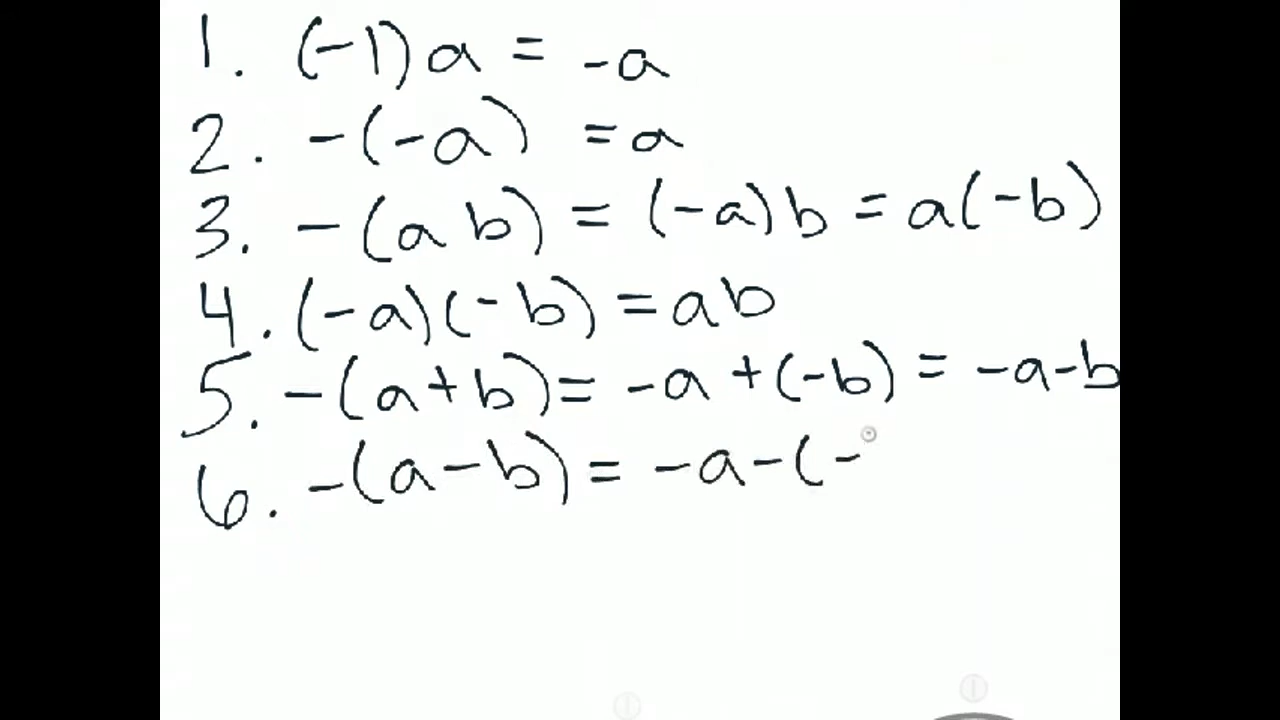 1. (-1)a = -a
2. -(-a) = a
3. -(ab) = (-a)b = a(-b)
4. (-a)(-b) = ab
5. -(a+b) = -a + (-b) = -a-b
6. -(a-b) = -a-(-